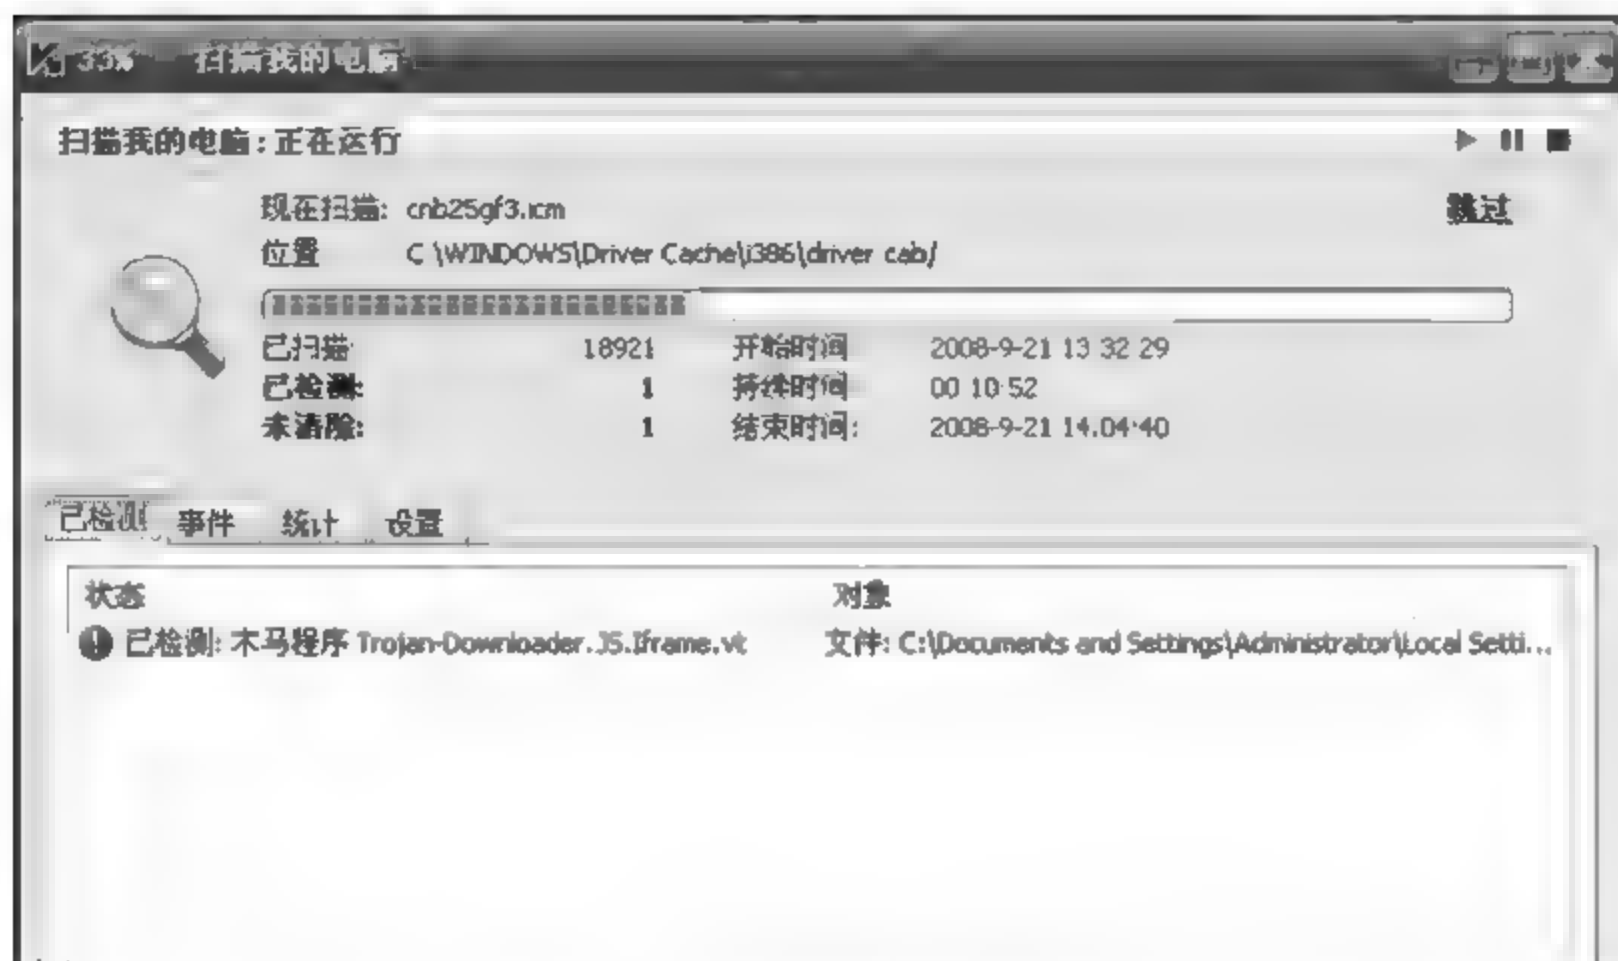 33% 扫描我的电脑
扫描我的电脑:正在运行
现在扫描: cnb25gf3.icm 跳过
位置 C \WINDOWS\Driver Cache\i386\driver cab/
已扫描: 18921 开始时间 2008-9-21 13 32 29
已检测: 1 持续时间 00 10 52
未清除: 1 结束时间: 2008-9-21 14.04:40
已检测 事件 统计 设置
状态 对象
已检测: 木马程序 Trojan-Downloader.JS.Iframe.vt 文件: C:\Documents and Settings\Administrator\Local Setti...